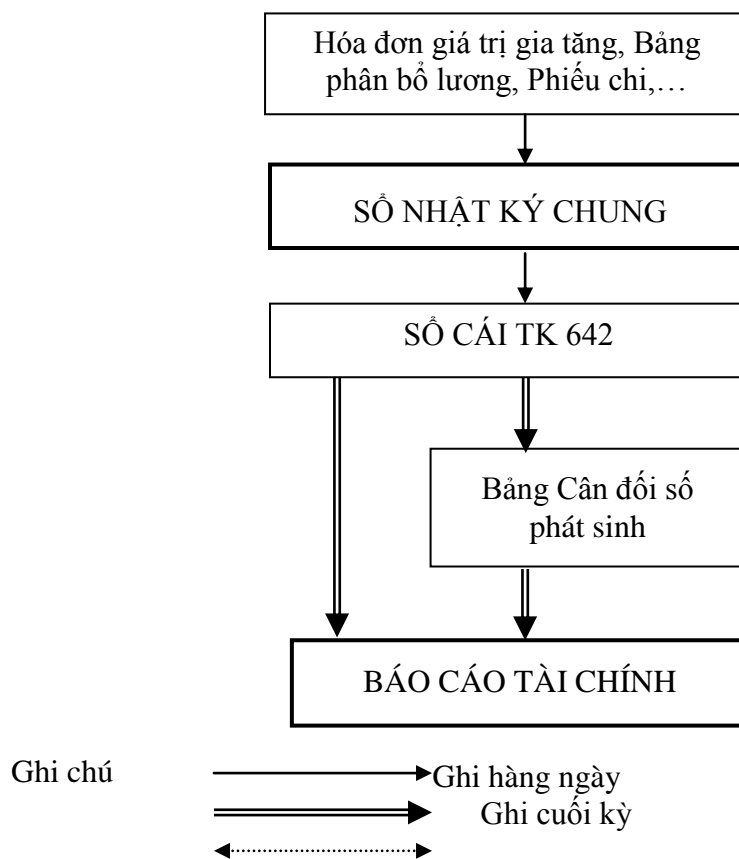 Hóa đơn giá trị gia tăng, Bảng
phân bổ lương, Phiếu chi,…
SỔ NHẬT KÝ CHUNG
SỔ CÁI TK 642
Bảng Cân đối số
phát sinh
BÁO CÁO TÀI CHÍNH
Ghi chú
Ghi hàng ngày
Ghi cuối kỳ